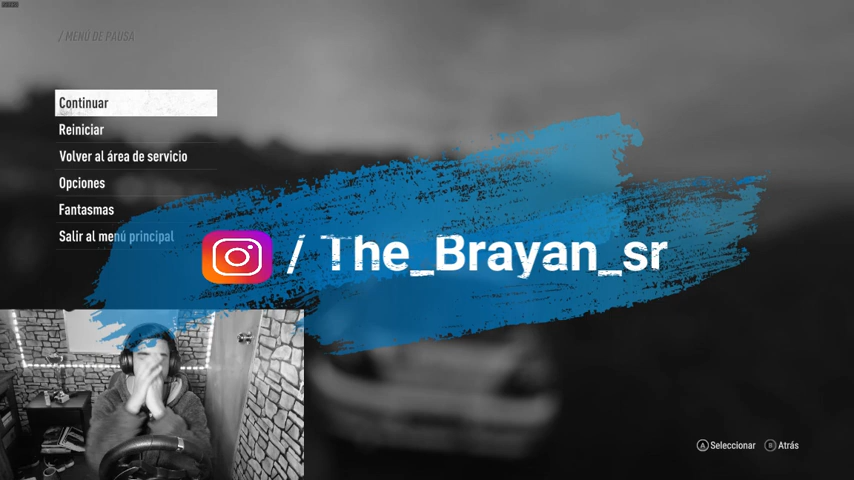 / MENÚ DE PAUSA
Continuar
Reiniciar
Volver al área de servicio
Opciones
Fantasmas
Salir al menú principal
/ The_Brayan_sr
A Seleccionar B Atrás